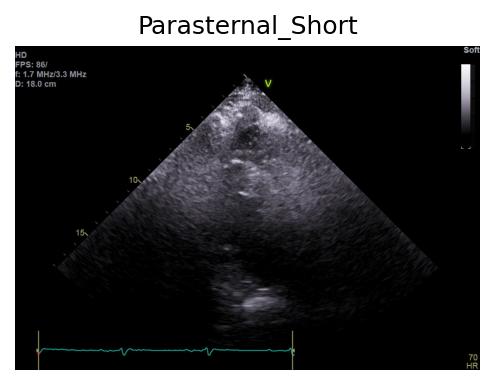 Parasternal_Short
HD
FPS: 86/
f: 1.7 MHz/3.3 MHz
D: 18.0 cm
Soft
V
5
10
15
70
HR